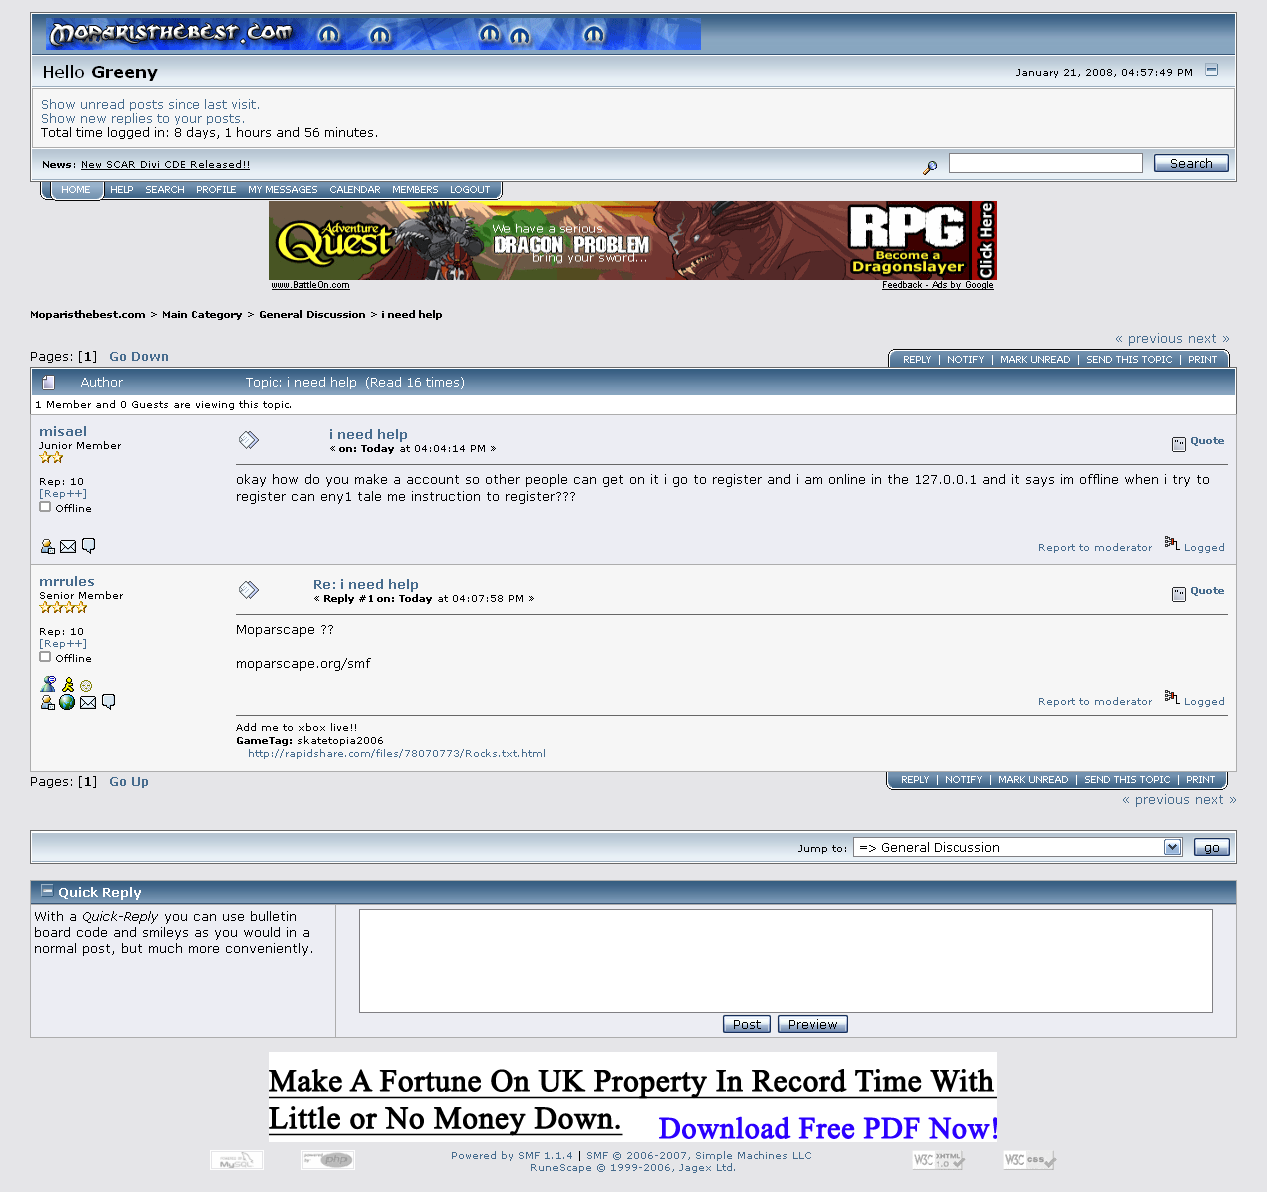 MOPARISTHEBEST.COM
Hello Greeny
January 21, 2008, 04:57:49 PM
Show unread posts since last visit.
Show new replies to your posts.
Total time logged in: 8 days, 1 hours and 56 minutes.
News: New SCAR Divi CDE Released!!
Search
HOME HELP SEARCH PROFILE MY MESSAGES CALENDAR MEMBERS LOGOUT
Adventure Quest
We have a serious
DRAGON PROBLEM
bring your sword...
RPG
Become a
Dragonslayer
Click Here
www.BattleOn.com
Feedback - Ads by Google
Moparisthebest.com > Main Category > General Discussion > i need help
« previous next »
Pages: [1] Go Down
REPLY | NOTIFY | MARK UNREAD | SEND THIS TOPIC | PRINT
Author Topic: i need help (Read 16 times)
1 Member and 0 Guests are viewing this topic.
misael
Junior Member
Rep: 10
[Rep++]
Offline
i need help
« on: Today at 04:04:14 PM »
Quote
okay how do you make a account so other people can get on it i go to register and i am online in the 127.0.0.1 and it says im offline when i try to
register can eny1 tale me instruction to register???
Report to moderator Logged
mrrules
Senior Member
Rep: 10
[Rep++]
Offline
Re: i need help
« Reply #1 on: Today at 04:07:58 PM »
Quote
Moparscape ??
moparscape.org/smf
Report to moderator Logged
Add me to xbox live!!
GameTag: skatetopia2006
http://rapidshare.com/files/78070773/Rocks.txt.html
Pages: [1] Go Up
REPLY | NOTIFY | MARK UNREAD | SEND THIS TOPIC | PRINT
« previous next »
Jump to: => General Discussion go
Quick Reply
With a Quick-Reply you can use bulletin
board code and smileys as you would in a
normal post, but much more conveniently.
Post Preview
Make A Fortune On UK Property In Record Time With
Little or No Money Down. Download Free PDF Now!
MySQL
php
Powered by SMF 1.1.4 | SMF © 2006-2007, Simple Machines LLC
RuneScape © 1999-2006, Jagex Ltd.
W3C XHTML 1.0
W3C css